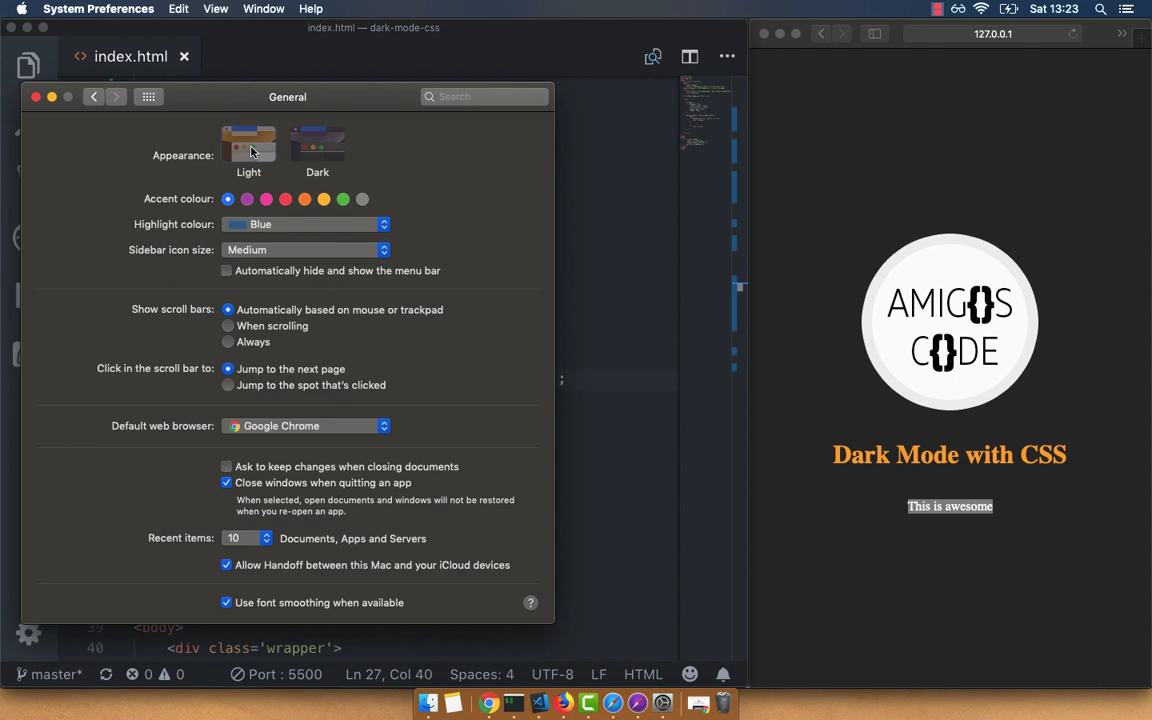 System Preferences Edit View Window Help Sat 13:23
index.html — dark-mode-css
127.0.0.1
<> index.html ×
General
Search
Appearance:
Light Dark
Accent colour:
Highlight colour: Blue
Sidebar icon size: Medium
Automatically hide and show the menu bar
Show scroll bars: Automatically based on mouse or trackpad
When scrolling
Always
Click in the scroll bar to: Jump to the next page
Jump to the spot that's clicked
;
Default web browser: Google Chrome
Ask to keep changes when closing documents
Close windows when quitting an app
When selected, open documents and windows will not be restored
when you re-open an app.
Recent items: 10 Documents, Apps and Servers
Allow Handoff between this Mac and your iCloud devices
Use font smoothing when available ?
39 <body>
40 <div class='wrapper'>
master* 0 0 Port : 5500 Ln 27, Col 40 Spaces: 4 UTF-8 LF HTML
AMIG{}S
C{}DE
Dark Mode with CSS
This is awesome